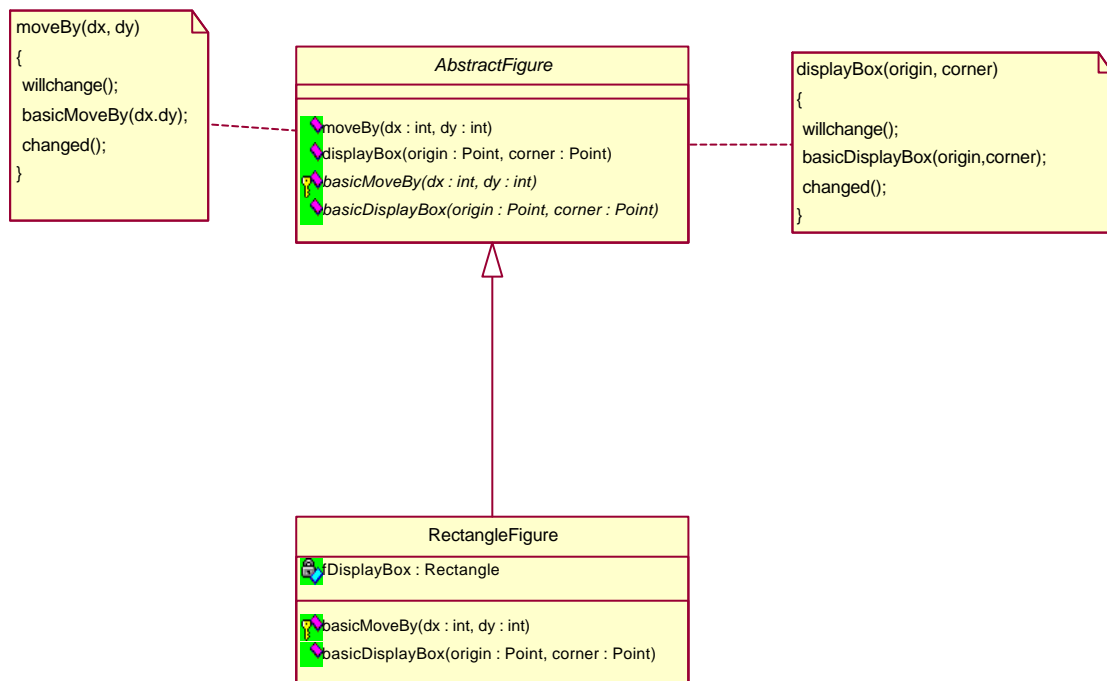 moveBy(dx, dy)
{
willchange();
basicMoveBy(dx.dy);
changed();
}
AbstractFigure
moveBy(dx : int, dy : int)
displayBox(origin : Point, corner : Point)
basicMoveBy(dx : int, dy : int)
basicDisplayBox(origin : Point, corner : Point)
displayBox(origin, corner)
{
willchange();
basicDisplayBox(origin,corner);
changed();
}
RectangleFigure
fDisplayBox : Rectangle
basicMoveBy(dx : int, dy : int)
basicDisplayBox(origin : Point, corner : Point)